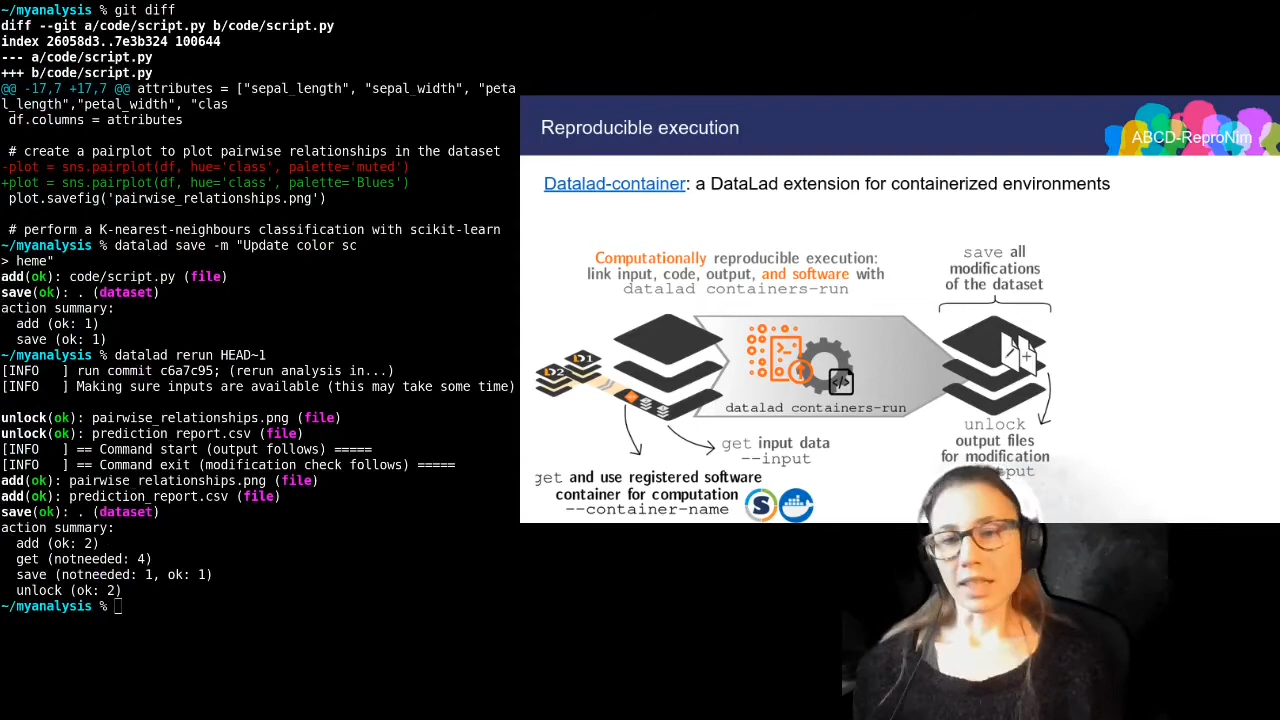 ~/myanalysis % git diff
diff --git a/code/script.py b/code/script.py
index 26058d3..7e3b324 100644
--- a/code/script.py
+++ b/code/script.py
@@ -17,7 +17,7 @@ attributes = ["sepal_length", "sepal_width", "peta
l_length","petal_width", "clas
 df.columns = attributes
 # create a pairplot to plot pairwise relationships in the dataset
-plot = sns.pairplot(df, hue='class', palette='muted')
+plot = sns.pairplot(df, hue='class', palette='Blues')
 plot.savefig('pairwise_relationships.png')
 # perform a K-nearest-neighbours classification with scikit-learn
~/myanalysis % datalad save -m "Update color sc
> heme"
add(ok): code/script.py (file)
save(ok): . (dataset)
action summary:
  add (ok: 1)
  save (ok: 1)
~/myanalysis % datalad rerun HEAD~1
[INFO   ] run commit c6a7c95; (rerun analysis in...)
[INFO   ] Making sure inputs are available (this may take some time)
unlock(ok): pairwise_relationships.png (file)
unlock(ok): prediction_report.csv (file)
[INFO   ] == Command start (output follows) =====
[INFO   ] == Command exit (modification check follows) =====
add(ok): pairwise_relationships.png (file)
add(ok): prediction_report.csv (file)
save(ok): . (dataset)
action summary:
  add (ok: 2)
  get (notneeded: 4)
  save (notneeded: 1, ok: 1)
  unlock (ok: 2)
~/myanalysis %
Reproducible execution
ABCD-ReproNim
Datalad-container: a DataLad extension for containerized environments
Computationally reproducible execution:
link input, code, output, and software with
datalad containers-run
save all
modifications
of the dataset
D1
D2
>_
</>
datalad containers-run
get input data
--input
get and use registered software
container for computation
--container-name
S
unlock
output files
for modification